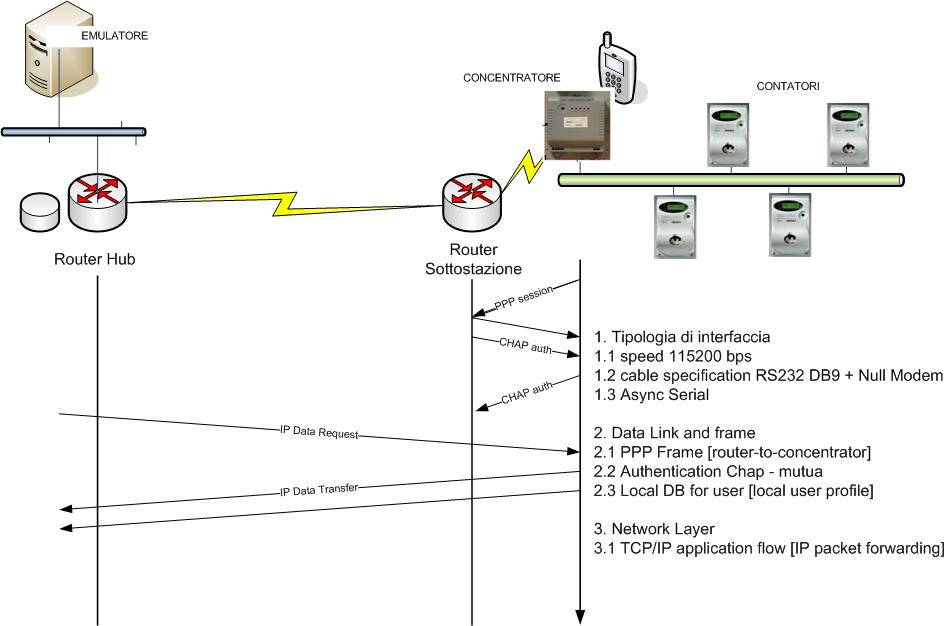 EMULATORE
CONCENTRATORE
CONTATORI
Router Hub
Router
Sottostazione
PPP session
CHAP auth
CHAP auth
IP Data Request
IP Data Transfer
1. Tipologia di interfaccia
1.1 speed 115200 bps
1.2 cable specification RS232 DB9 + Null Modem
1.3 Async Serial
2. Data Link and frame
2.1 PPP Frame [router-to-concentrator]
2.2 Authentication Chap - mutua
2.3 Local DB for user [local user profile]
3. Network Layer
3.1 TCP/IP application flow [IP packet forwarding]